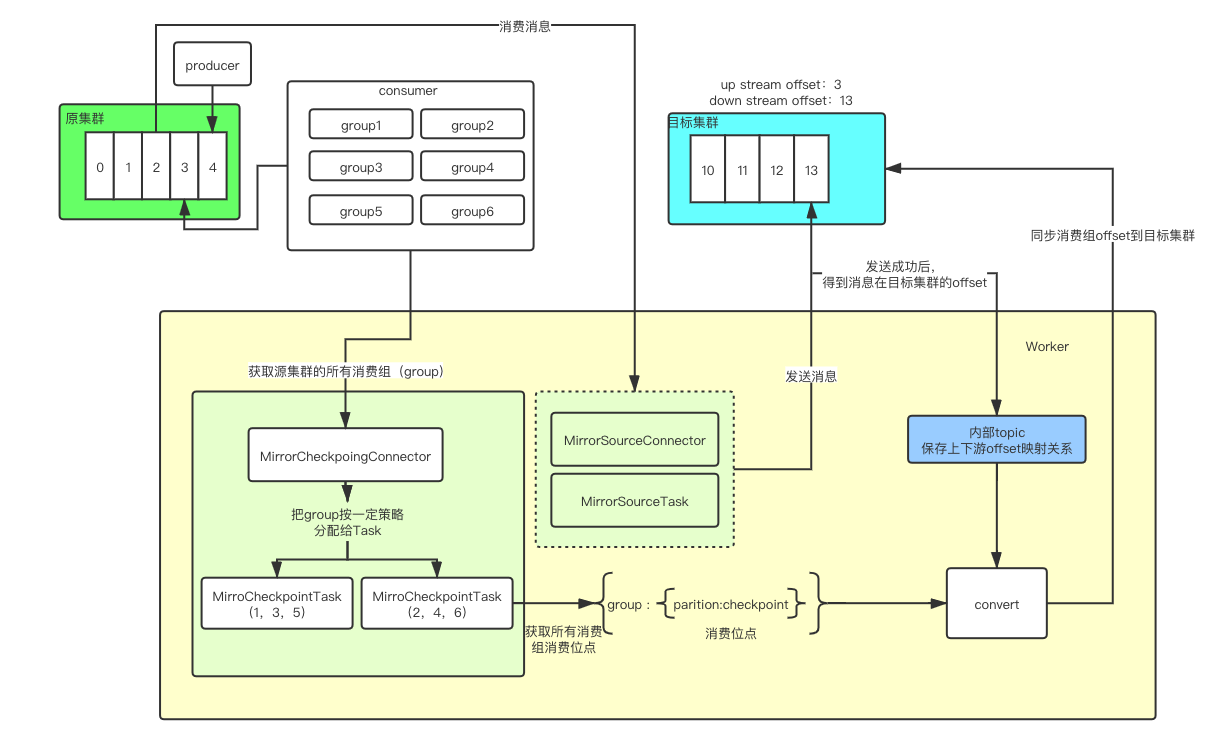 消费消息
producer
consumer
原集群
0 1 2 3 4
group1 group2
group3 group4
group5 group6
up stream offset：3
down stream offset：13
目标集群
10 11 12 13
同步消费组offset到目标集群
发送成功后，
得到消息在目标集群的offset
Worker
获取源集群的所有消费组（group）
发送消息
MirrorCheckpoingConnector
把group按一定策略
分配给Task
MirroCheckpointTask
(1，3，5)
MirroCheckpointTask
(2，4，6)
MirrorSourceConnector
MirrorSourceTask
内部topic
保存上下游offset映射关系
获取所有消费
组消费位点
group： { parition:checkpoint }
消费位点
convert